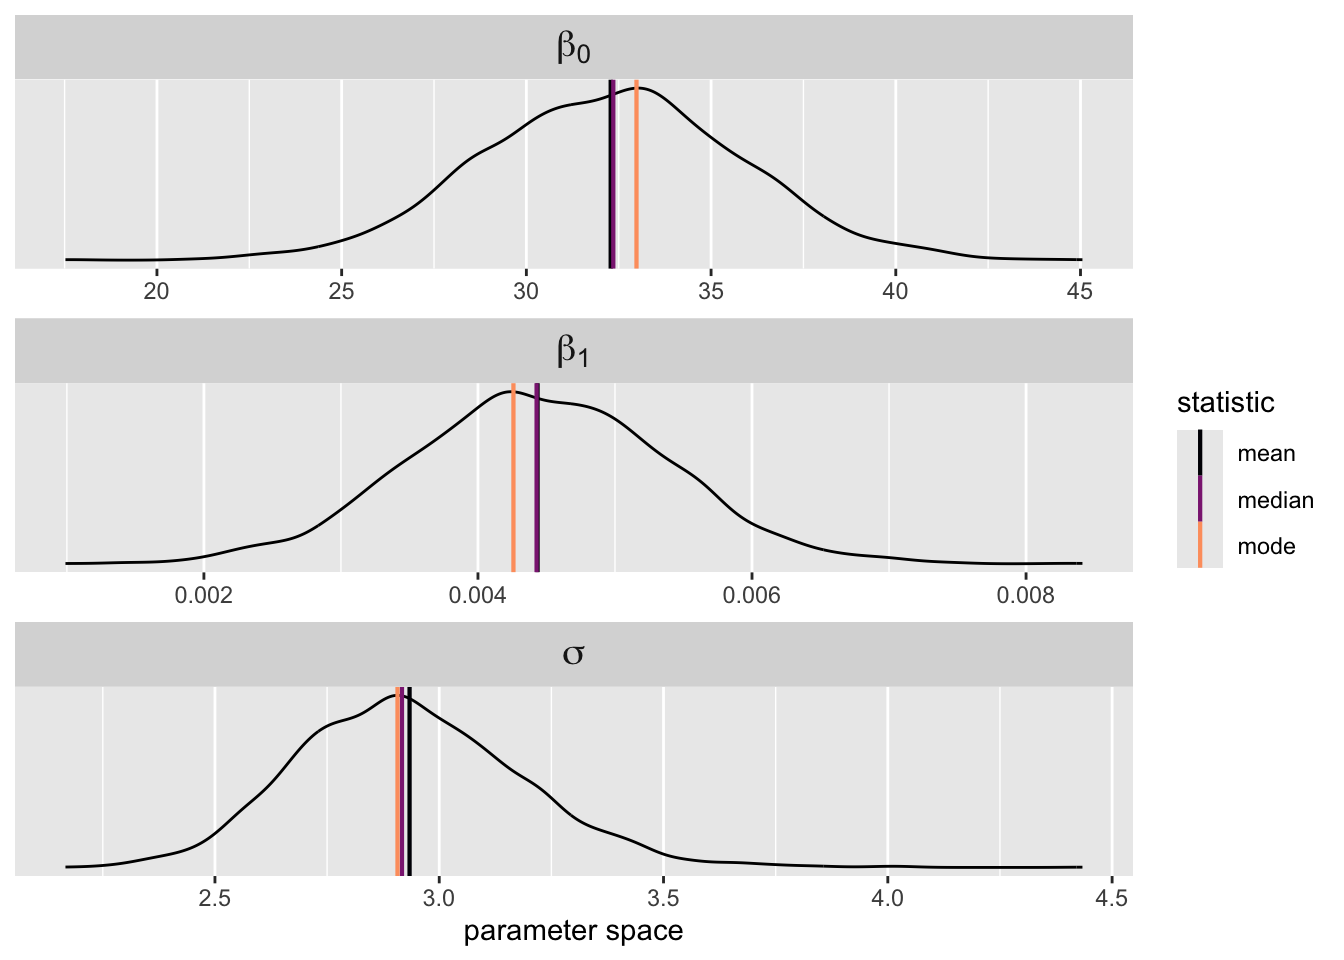 β₀
20 25 30 35 40 45
β₁
0.002 0.004 0.006 0.008
σ
2.5 3.0 3.5 4.0 4.5
parameter space
statistic
mean
median
mode